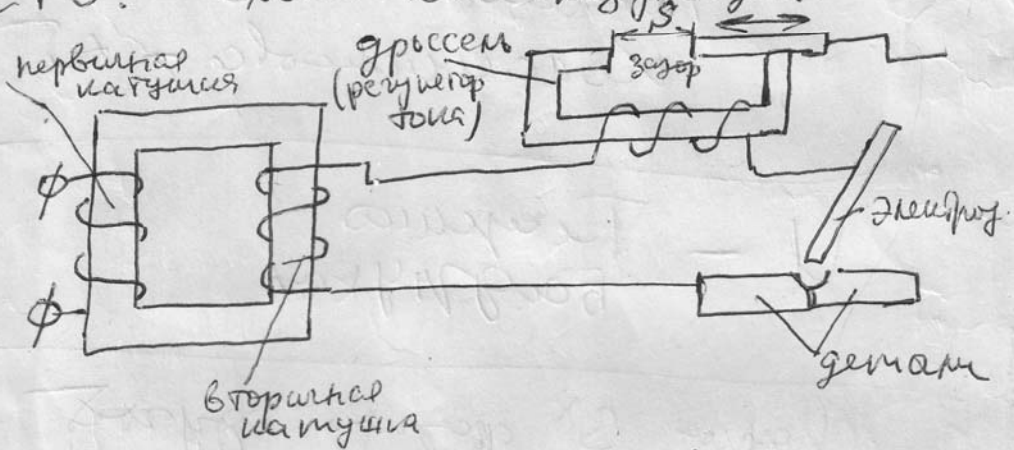 первичная
катушка
дроссель
(регулятор
тока)
S
зазор
электрод.
детали
вторичная
катушка